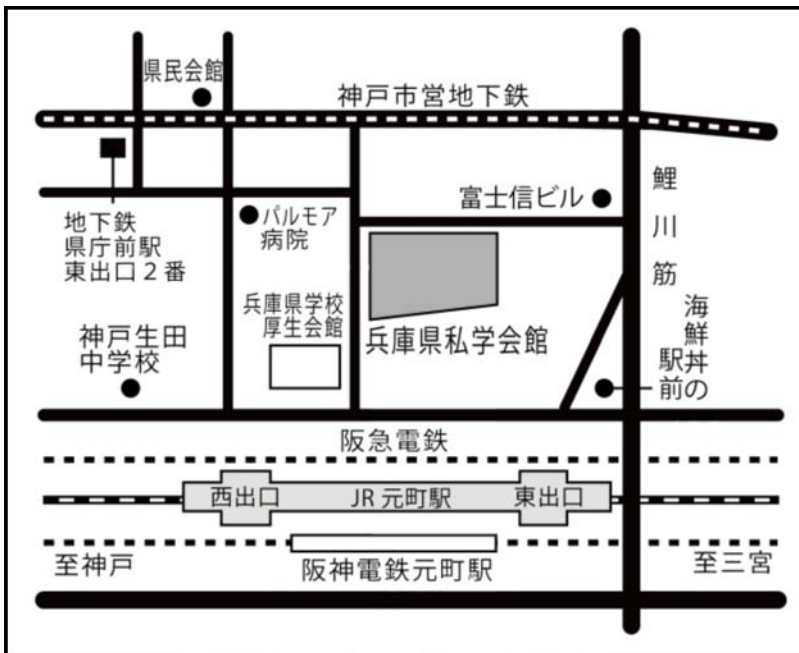 県民会館
神戸市営地下鉄
地下鉄
県庁前駅
東出口2番
パルモア
病院
富士信ビル
鯉川筋
兵庫県学校
厚生会館
兵庫県私学会館
神戸生田
中学校
海鮮丼の
駅前
阪急電鉄
西出口
JR元町駅
東出口
至神戸
阪神電鉄元町駅
至三宮